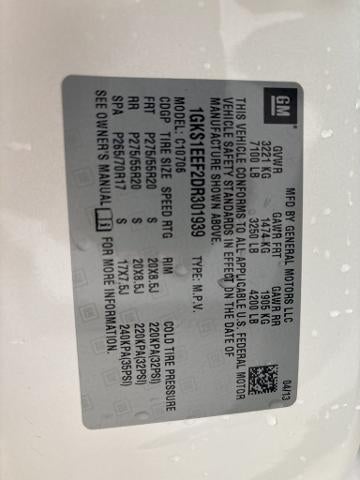 GM
MFD BY GENERAL MOTORS LLC
04/13
GVWR GAWR FRT GAWR RR
3221 KG 1474 KG 1905 KG
7100 LB 3250 LB 4200 LB
THIS VEHICLE CONFORMS TO ALL APPLICABLE U.S. FEDERAL MOTOR
VEHICLE SAFETY STANDARDS IN EFFECT ON THE DATE OF
MANUFACTURE SHOWN ABOVE.
1GKS1EEF2DR301939 TYPE: M.P.V.
MODEL: C10706
CDGP TIRE SIZE SPEED RTG RIM COLD TIRE PRESSURE
FRT P275/55R20 S 20X8.5J 220KPA(32PSI)
RR P275/55R20 S 20X8.5J 220KPA(32PSI)
SPA P265/70R17 S 17X7.5J 240KPA(35PSI)
SEE OWNER'S MANUAL FOR MORE INFORMATION.